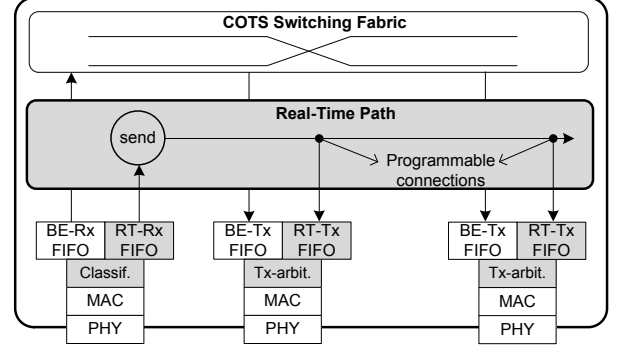 COTS Switching Fabric
Real-Time Path
send
Programmable
connections
BE-Rx
FIFO
RT-Rx
FIFO
BE-Tx
FIFO
RT-Tx
FIFO
BE-Tx
FIFO
RT-Tx
FIFO
Classif.
Tx-arbit.
Tx-arbit.
MAC
MAC
MAC
PHY
PHY
PHY